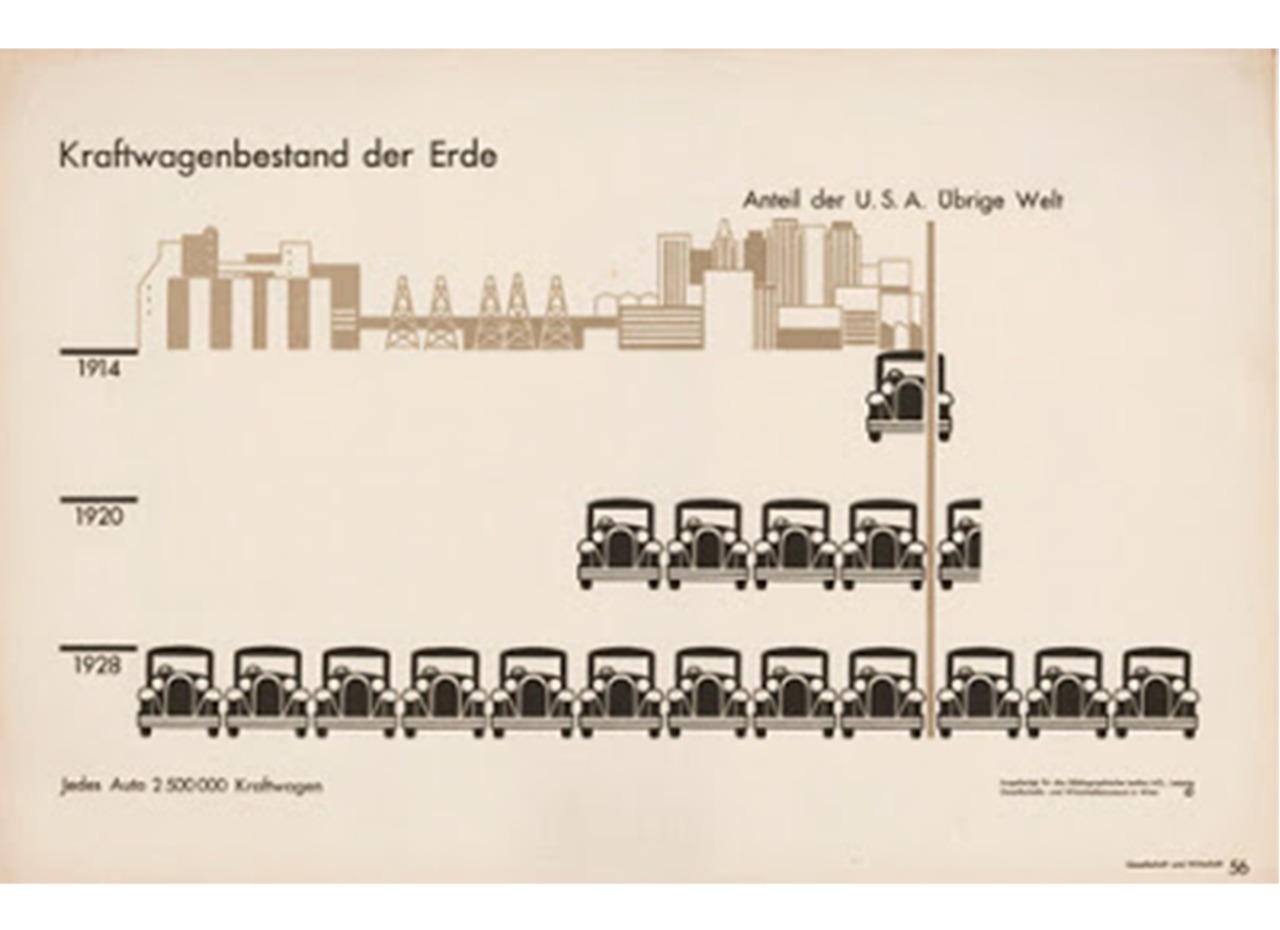 Kraftwagenbestand der Erde
Anteil der U.S.A. Übrige Welt
1914
1920
1928
Jedes Auto 2 500 000 Kraftwagen
Angefertigt für das Bibliographische Institut AG., Leipzig
Gesellschafts- und Wirtschaftsmuseum in Wien
©
Gesellschaft und Wirtschaft 56